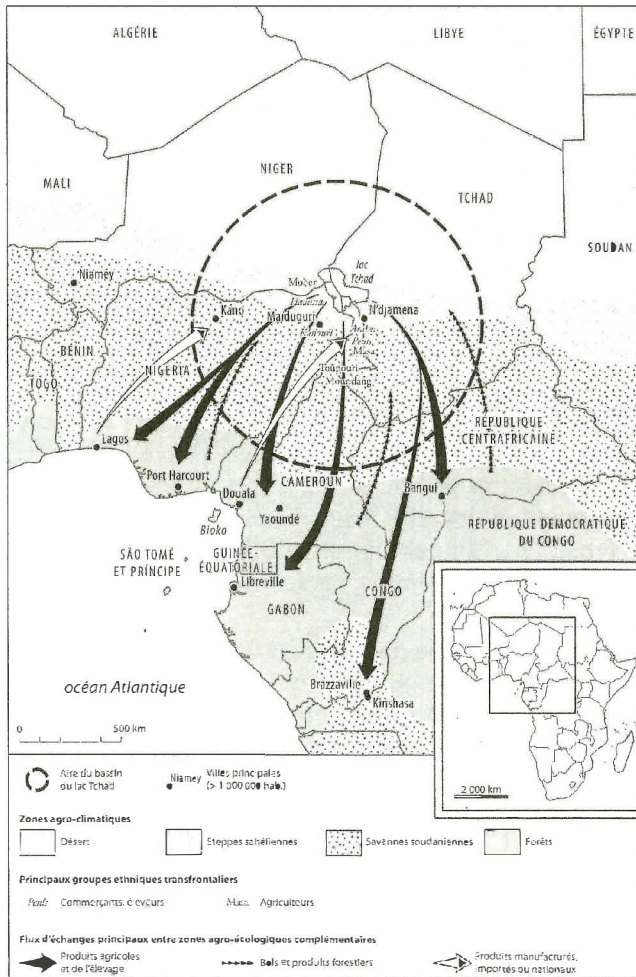 ALGÉRIE
LIBYE
ÉGYPTE
NIGER
MALI
TCHAD
SOUDAN
lac
Tchad
Niamey
Kano
Maiduguri
Kanouri
N'djamena
Toupouri
Moundang
BÉNIN
TOGO
NIGERIA
RÉPUBLIQUE
CENTRAFRICAINE
Lagos
Port Harcourt
CAMEROUN
Douala
Yaoundé
Bangui
Bioko
RÉPUBLIQUE DÉMOCRATIQUE
DU CONGO
SÃO TOMÉ
ET PRÍNCIPE
GUINÉE-
ÉQUATORIALE
Libreville
GABON
CONGO
Brazzaville
Kinshasa
océan Atlantique
0 500 km
2 000 km
Aire du bassin
du lac Tchad
Niamey Villes principales
(> 1 000 000 hab.)
Zones agro-climatiques
Désert
Steppes sahéliennes
Savannes soudaniennes
Forêts
Principaux groupes ethniques transfrontaliers
Peuls Commerçants, éleveurs
Agriculteurs
Flux d'échanges principaux entre zones agro-écologiques complémentaires
Produits agricoles
et de l'élevage
Bois et produits forestiers
Produits manufacturés,
importés ou nationaux